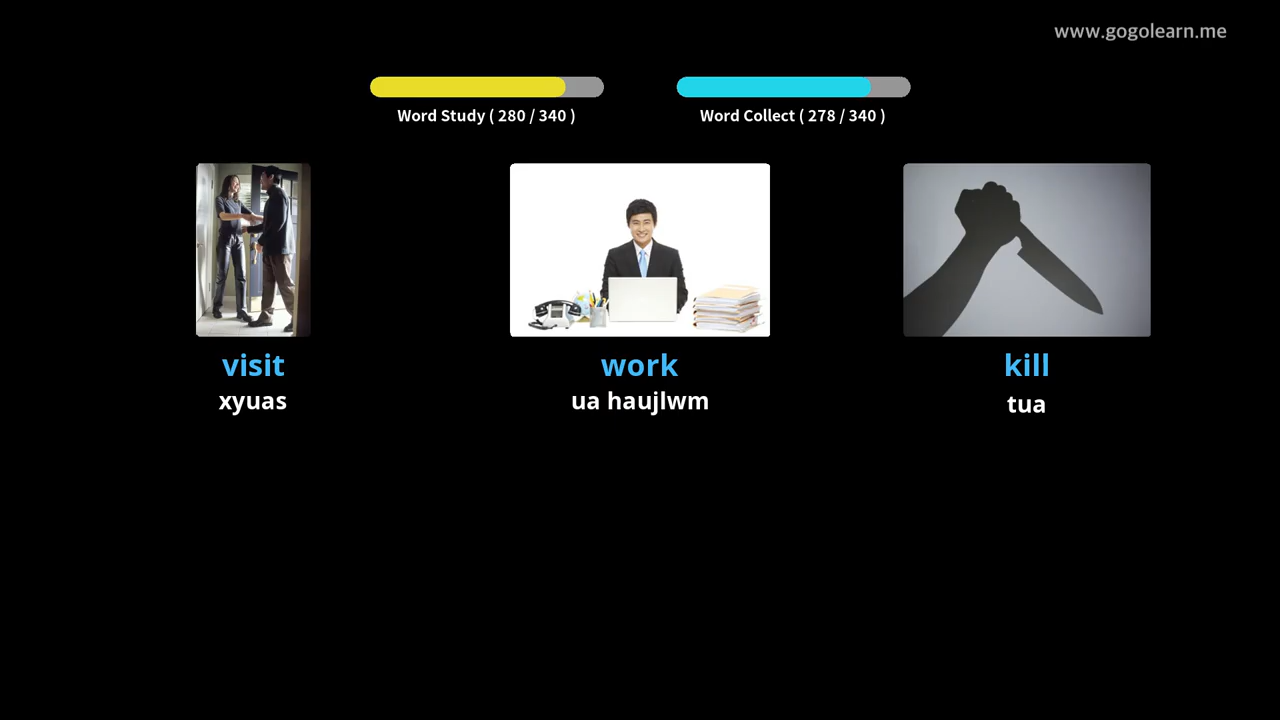 www.gogolearn.me
Word Study ( 280 / 340 )
Word Collect ( 278 / 340 )
visit
work
kill
xyuas
ua haujlwm
tua